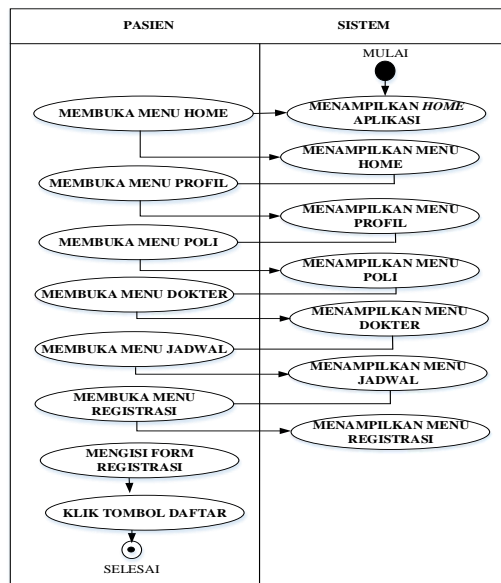 PASIEN
SISTEM
MULAI
MENAMPILKAN HOME
APLIKASI
MEMBUKA MENU HOME
MENAMPILKAN MENU
HOME
MEMBUKA MENU PROFIL
MENAMPILKAN MENU
PROFIL
MEMBUKA MENU POLI
MENAMPILKAN MENU
POLI
MEMBUKA MENU DOKTER
MENAMPILKAN MENU
DOKTER
MEMBUKA MENU JADWAL
MENAMPILKAN MENU
JADWAL
MEMBUKA MENU
REGISTRASI
MENAMPILKAN MENU
REGISTRASI
MENGISI FORM
REGISTRASI
KLIK TOMBOL DAFTAR
SELESAI